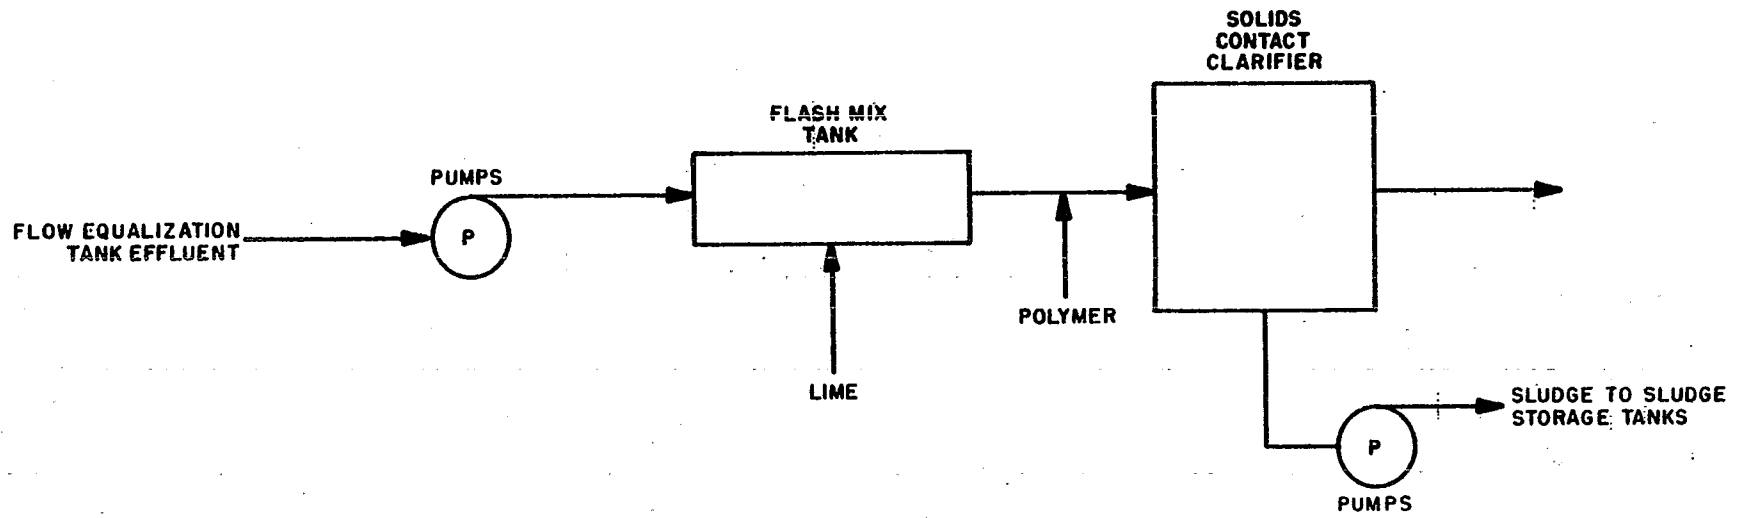 SOLIDS
CONTACT
CLARIFIER
FLASH MIX
TANK
PUMPS
FLOW EQUALIZATION
TANK EFFLUENT
P
POLYMER
LIME
SLUDGE TO SLUDGE
STORAGE TANKS
P
PUMPS